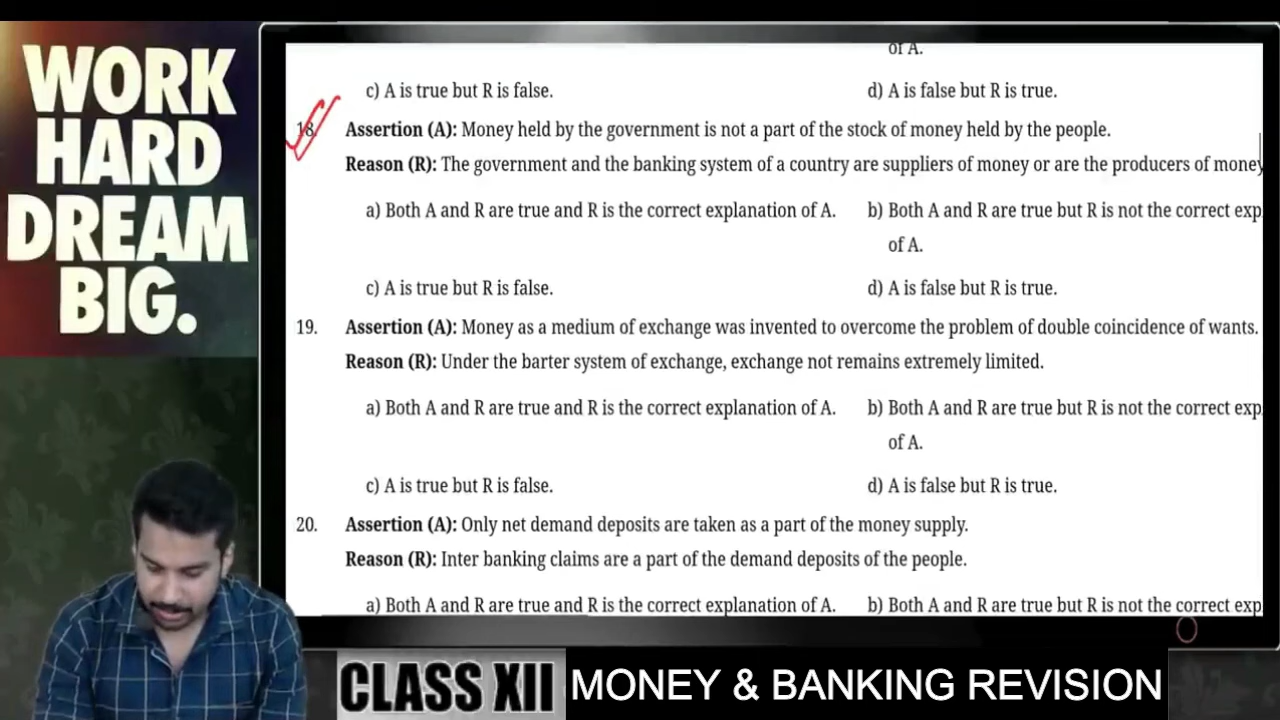 WORK
HARD
DREAM
BIG.
of A.
c) A is true but R is false. d) A is false but R is true.
18. Assertion (A): Money held by the government is not a part of the stock of money held by the people.
Reason (R): The government and the banking system of a country are suppliers of money or are the producers of money
a) Both A and R are true and R is the correct explanation of A. b) Both A and R are true but R is not the correct exp
of A.
c) A is true but R is false. d) A is false but R is true.
19. Assertion (A): Money as a medium of exchange was invented to overcome the problem of double coincidence of wants.
Reason (R): Under the barter system of exchange, exchange not remains extremely limited.
a) Both A and R are true and R is the correct explanation of A. b) Both A and R are true but R is not the correct exp
of A.
c) A is true but R is false. d) A is false but R is true.
20. Assertion (A): Only net demand deposits are taken as a part of the money supply.
Reason (R): Inter banking claims are a part of the demand deposits of the people.
a) Both A and R are true and R is the correct explanation of A. b) Both A and R are true but R is not the correct exp
CLASS XII MONEY & BANKING REVISION